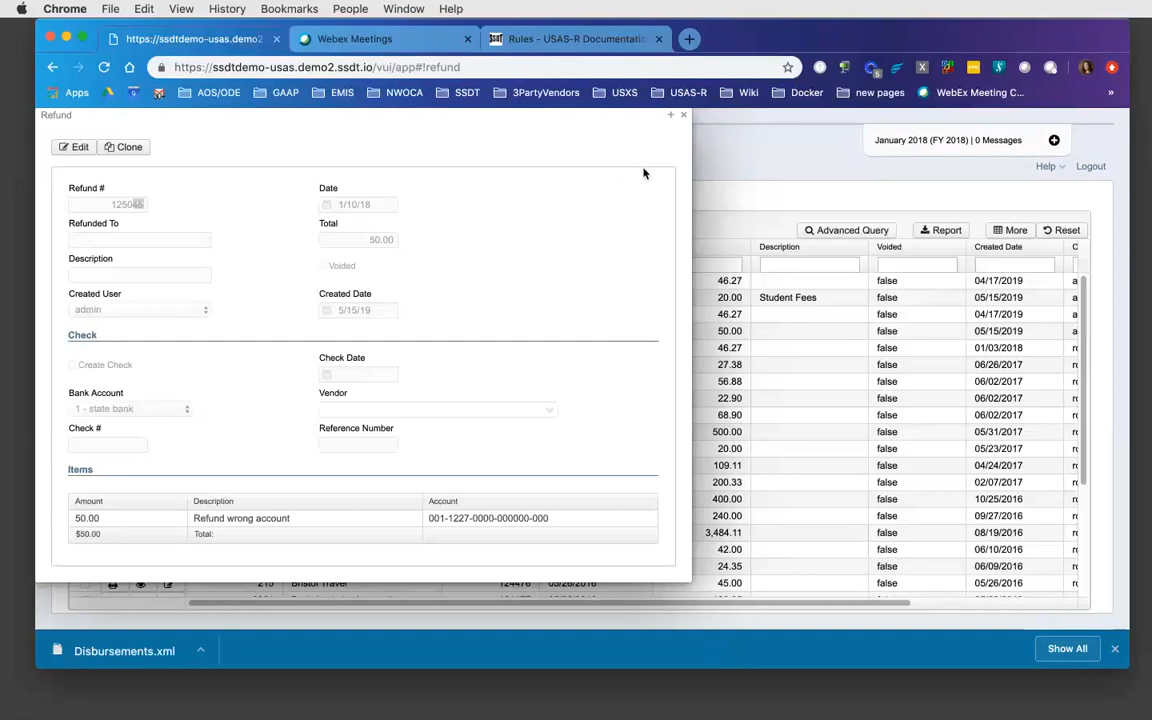 Chrome File Edit View History Bookmarks People Window Help
https://ssdtdemo-usas.demo2 Webex Meetings SSDT Rules - USAS-R Documentatio
https://ssdtdemo-usas.demo2.ssdt.io/vui/app#!refund
Apps AOS/ODE GAAP EMIS NWOCA SSDT 3PartyVendors USXS USAS-R Wiki Docker new pages WebEx Meeting C... »
Refund
January 2018 (FY 2018) | 0 Messages
Help Logout
Edit Clone
Refund # Date
125046 1/10/18
Refunded To Total
50.00
Description Voided
Created User Created Date
admin 5/15/19
Check
Create Check Check Date
Bank Account Vendor
1 - state bank
Check # Reference Number
Items
Amount Description Account
50.00 Refund wrong account 001-1227-0000-000000-000
$50.00 Total:
Advanced Query Report More Reset
Description Voided Created Date C
46.27 false 04/17/2019 a
20.00 Student Fees false 05/15/2019 a
46.27 false 04/17/2019 a
50.00 false 05/15/2019 a
46.27 false 01/03/2018
27.38 false 06/26/2017
56.88 false 06/02/2017
22.90 false 06/02/2017
68.90 false 06/02/2017
500.00 false 05/31/2017
20.00 false 05/23/2017
109.11 false 04/24/2017
200.33 false 02/07/2017
400.00 false 10/25/2016
240.00 false 09/27/2016
3,484.11 false 08/19/2016
42.00 false 06/10/2016
24.35 false 06/09/2016
215 Bristol Travel 124476 05/26/2016 45.00 false 05/26/2016
Disbursements.xml Show All